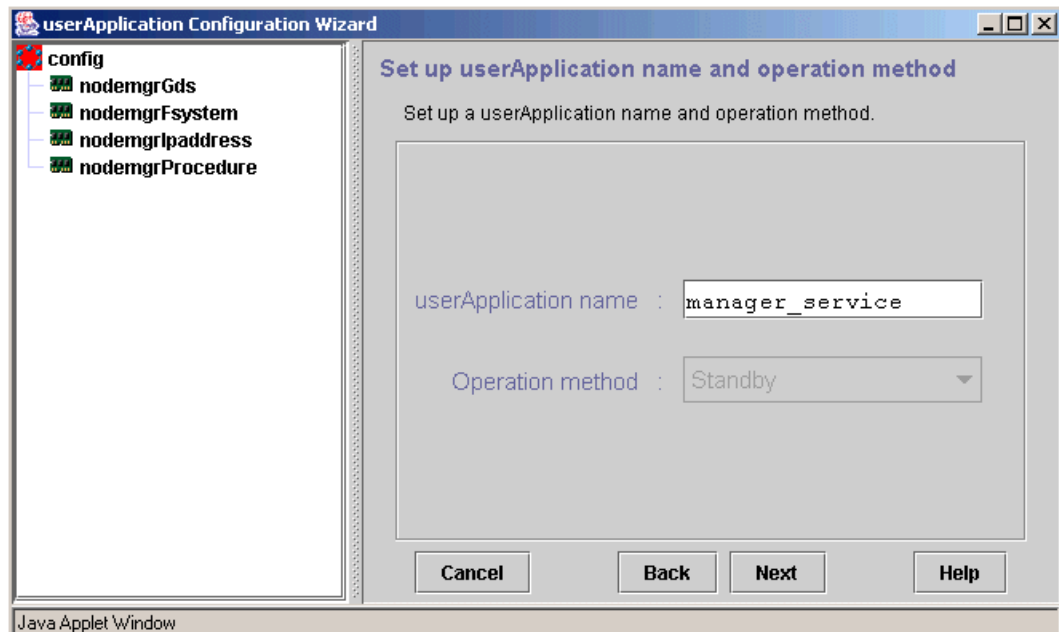 userApplication Configuration Wizard
config
nodemgrGds
nodemgrFsystem
nodemgrIpaddress
nodemgrProcedure
Set up userApplication name and operation method
Set up a userApplication name and operation method.
userApplication name : manager_service
Operation method : Standby
Cancel Back Next Help
Java Applet Window